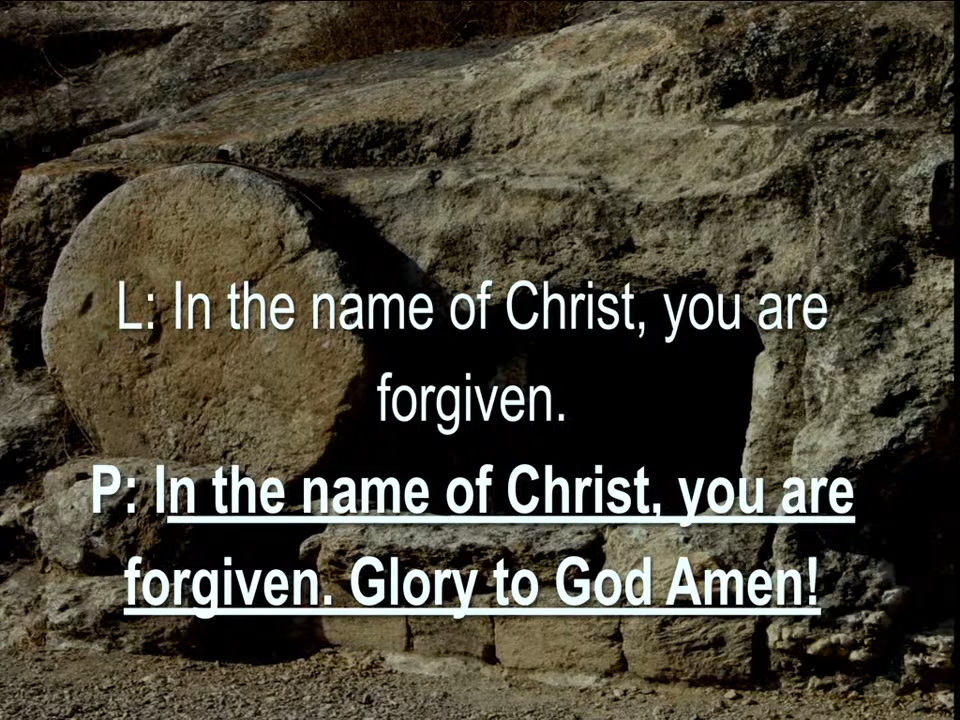 L: In the name of Christ, you are
forgiven.
P: In the name of Christ, you are
forgiven. Glory to God Amen!